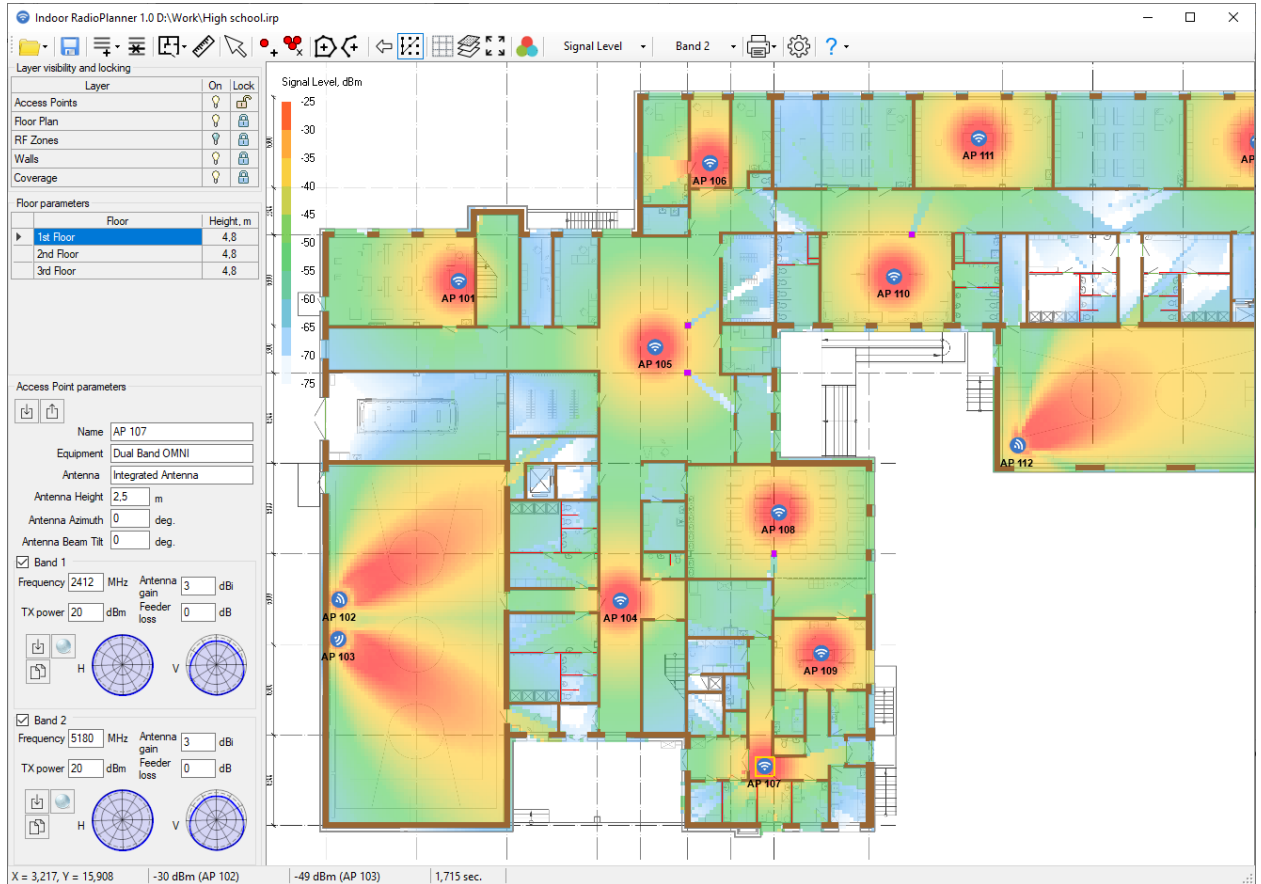 Indoor RadioPlanner 1.0 D:\Work\High school.irp
Signal Level
Band 2
?
Layer visibility and locking
Layer On Lock
Access Points
Floor Plan
RF Zones
Walls
Coverage
Floor parameters
Floor Height, m
1st Floor 4,8
2nd Floor 4,8
3rd Floor 4,8
Access Point parameters
Name AP 107
Equipment Dual Band OMNI
Antenna Integrated Antenna
Antenna Height 2,5 m
Antenna Azimuth 0 deg.
Antenna Beam Tilt 0 deg.
Band 1
Frequency 2412 MHz Antenna gain 3 dBi
TX power 20 dBm Feeder loss 0 dB
H V
Band 2
Frequency 5180 MHz Antenna gain 3 dBi
TX power 20 dBm Feeder loss 0 dB
H V
Signal Level, dBm
-25
-30
-35
-40
-45
-50
-55
-60
-65
-70
-75
AP 106
AP 111
AP
AP 101
AP 110
AP 105
AP 112
AP 108
AP 102
AP 104
AP 103
AP 109
AP 107
X = 3,217, Y = 15,908 -30 dBm (AP 102) -49 dBm (AP 103) 1,715 sec.